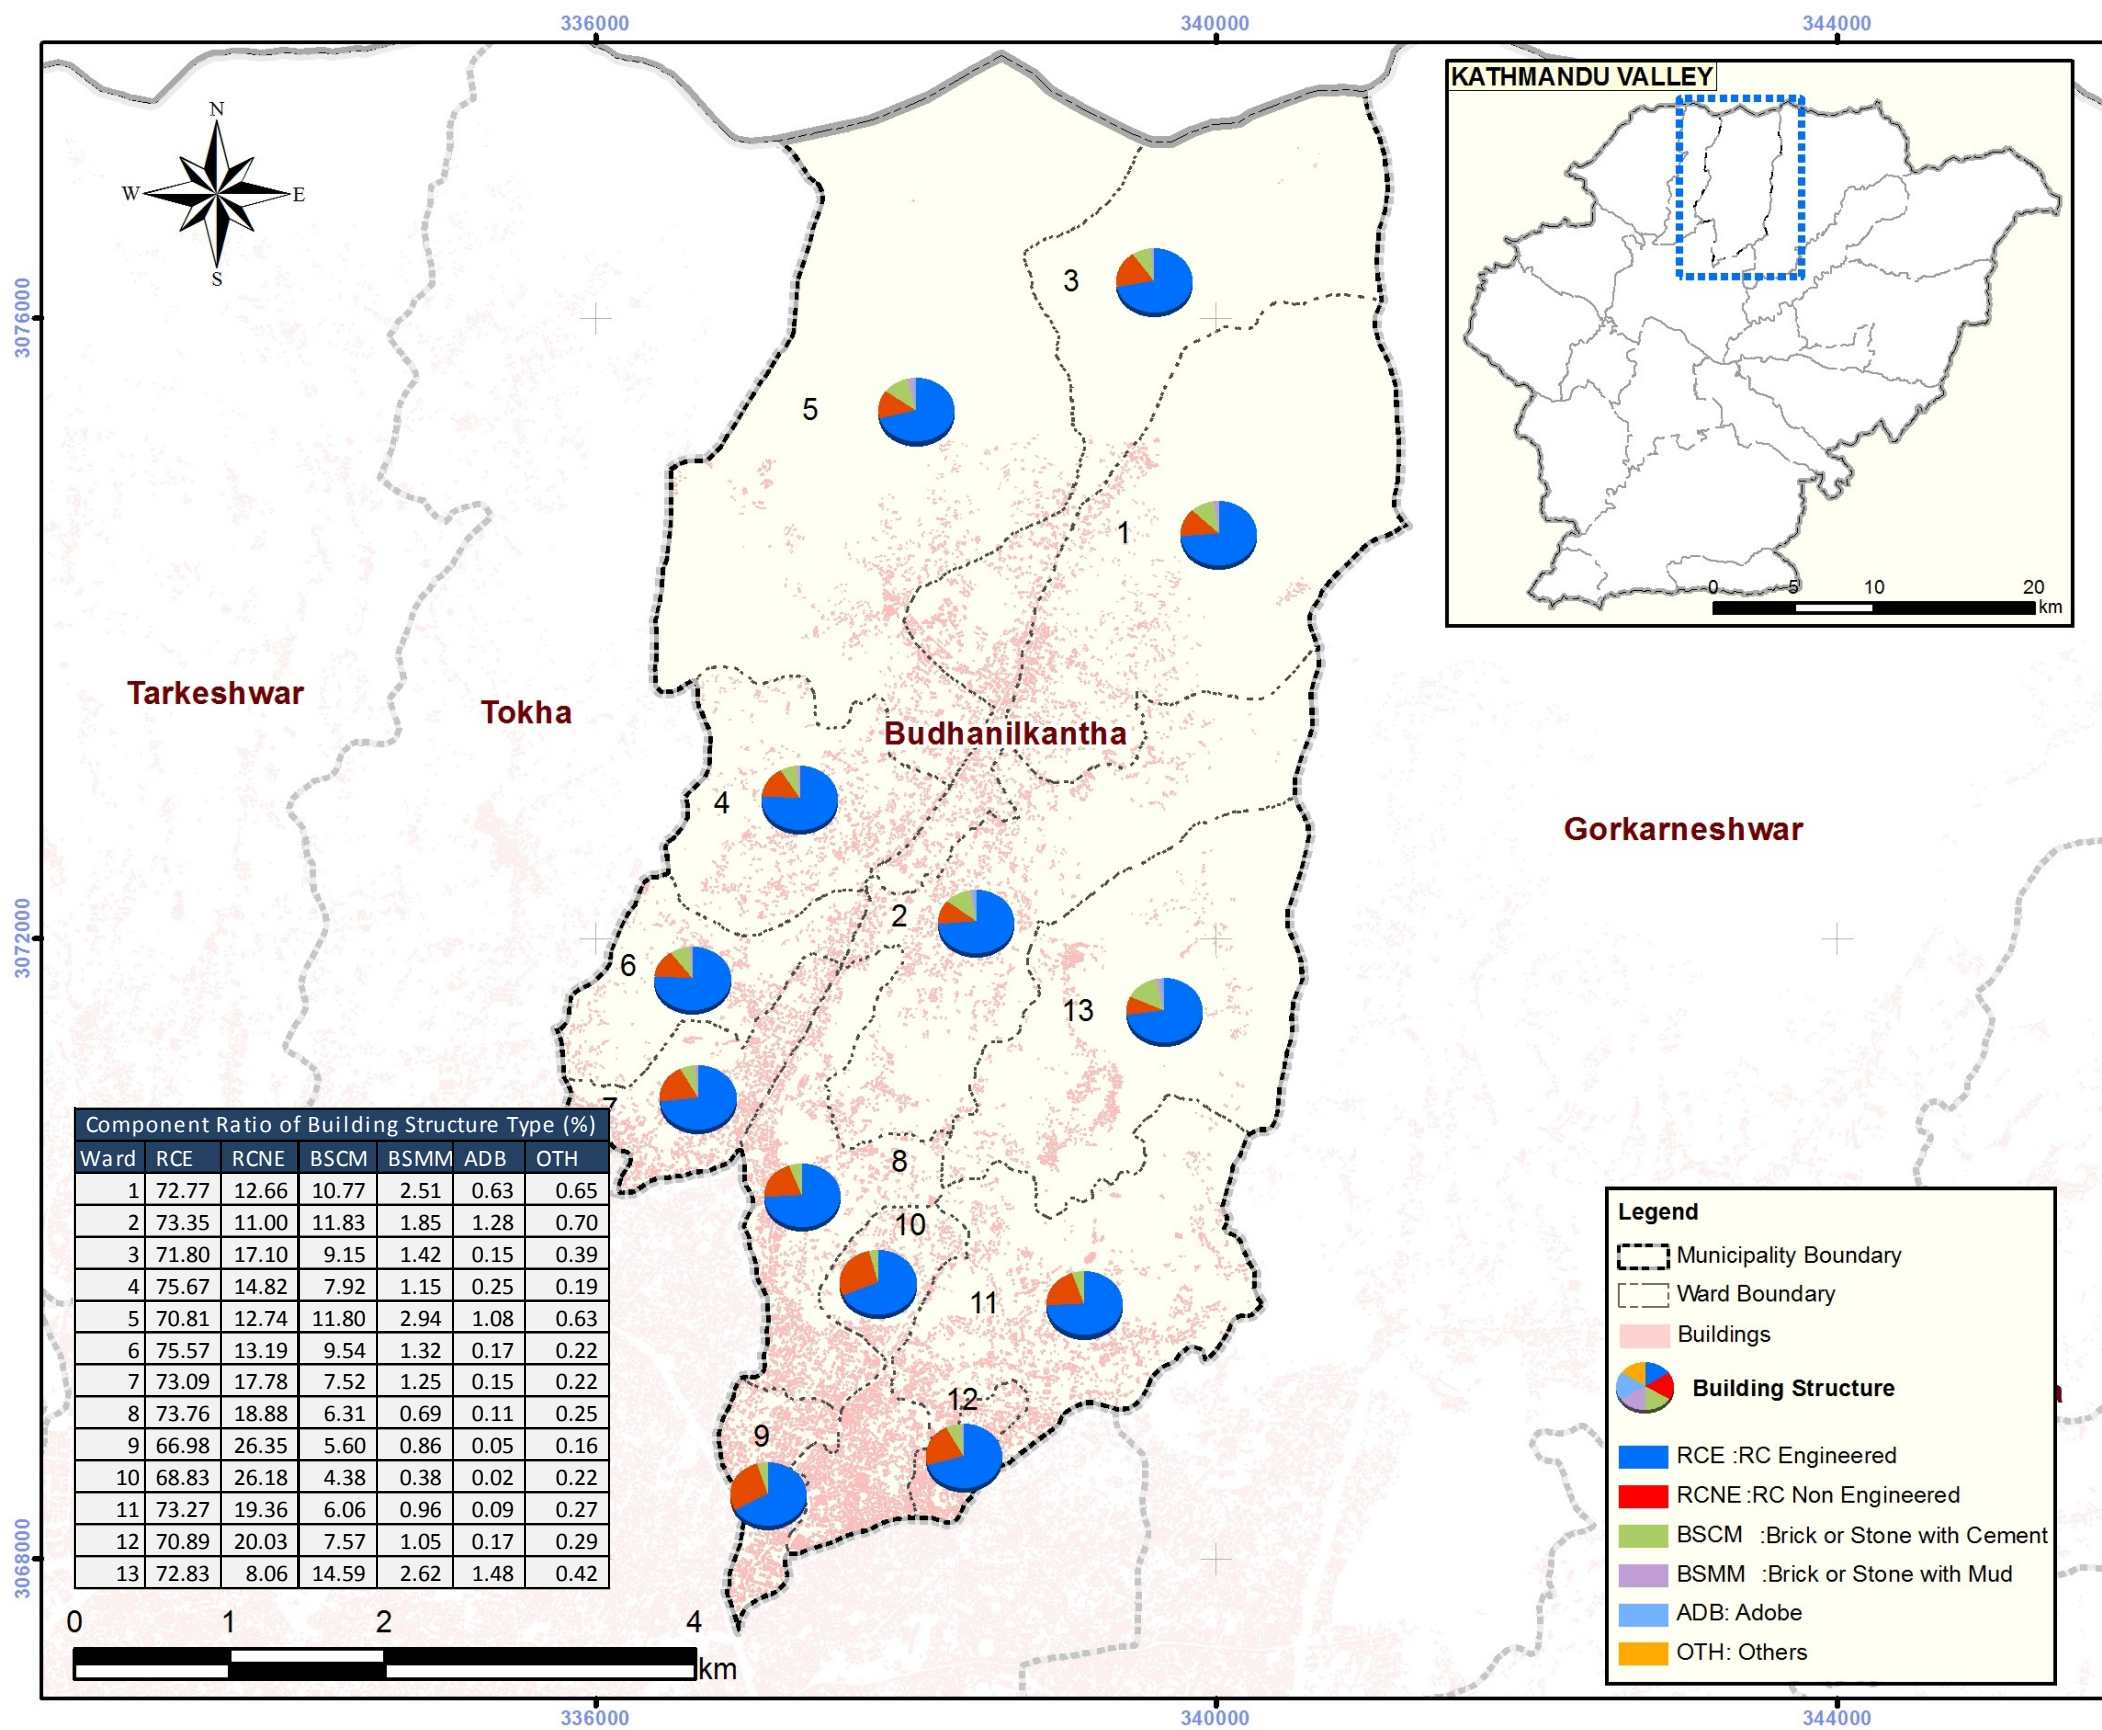 336000
340000
344000
KATHMANDU VALLEY
N
W
E
S
3076000
3
5
1
0
5
10
20
km
Tarkeshwar
Tokha
Budhanilkantha
4
Gorkarneshwar
2
3072000
6
13
7
8
10
11
12
9
Component Ratio of Building Structure Type (%)
Ward RCE RCNE BSCM BSMM ADB OTH
1 72.77 12.66 10.77 2.51 0.63 0.65
2 73.35 11.00 11.83 1.85 1.28 0.70
3 71.80 17.10 9.15 1.42 0.15 0.39
4 75.67 14.82 7.92 1.15 0.25 0.19
5 70.81 12.74 11.80 2.94 1.08 0.63
6 75.57 13.19 9.54 1.32 0.17 0.22
7 73.09 17.78 7.52 1.25 0.15 0.22
8 73.76 18.88 6.31 0.69 0.11 0.25
9 66.98 26.35 5.60 0.86 0.05 0.16
10 68.83 26.18 4.38 0.38 0.02 0.22
11 73.27 19.36 6.06 0.96 0.09 0.27
12 70.89 20.03 7.57 1.05 0.17 0.29
13 72.83 8.06 14.59 2.62 1.48 0.42
3068000
0
1
2
4
km
Legend
Municipality Boundary
Ward Boundary
Buildings
Building Structure
RCE :RC Engineered
RCNE :RC Non Engineered
BSCM :Brick or Stone with Cement
BSMM :Brick or Stone with Mud
ADB: Adobe
OTH: Others
336000
340000
344000